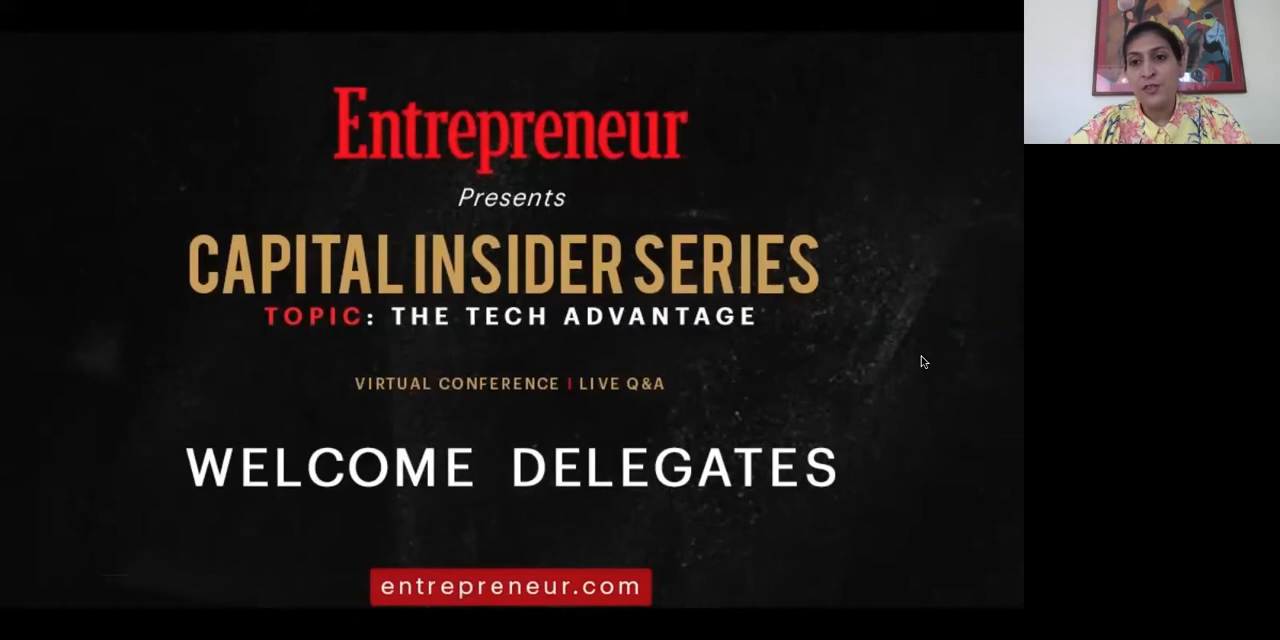 Entrepreneur
Presents
CAPITAL INSIDER SERIES
TOPIC: THE TECH ADVANTAGE
VIRTUAL CONFERENCE | LIVE Q&A
WELCOME DELEGATES
entrepreneur.com